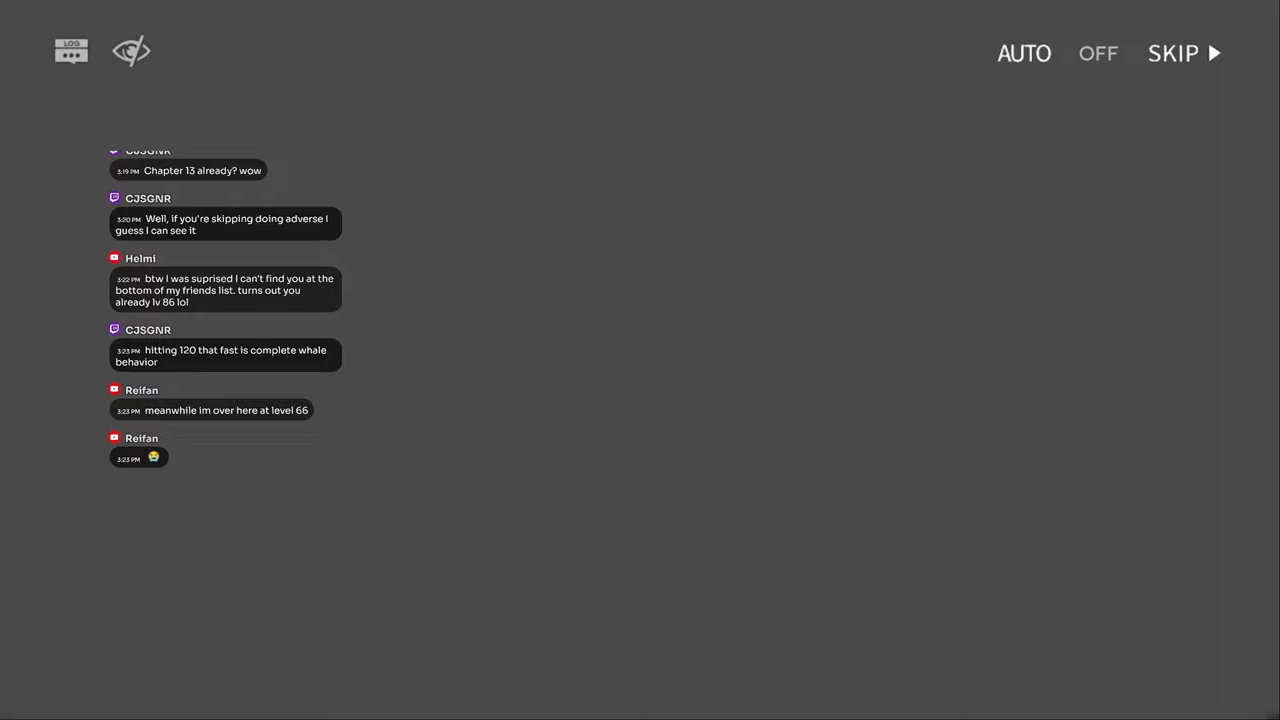 LOG
AUTO OFF SKIP
CJSGNR
3:19 PM Chapter 13 already? wow
CJSGNR
3:20 PM Well, if you're skipping doing adverse I
guess I can see it
Helmi
3:22 PM btw I was suprised I can't find you at the
bottom of my friends list. turns out you
already lv 86 lol
CJSGNR
3:23 PM hitting 120 that fast is complete whale
behavior
Reifan
3:23 PM meanwhile im over here at level 66
Reifan
3:23 PM 😭